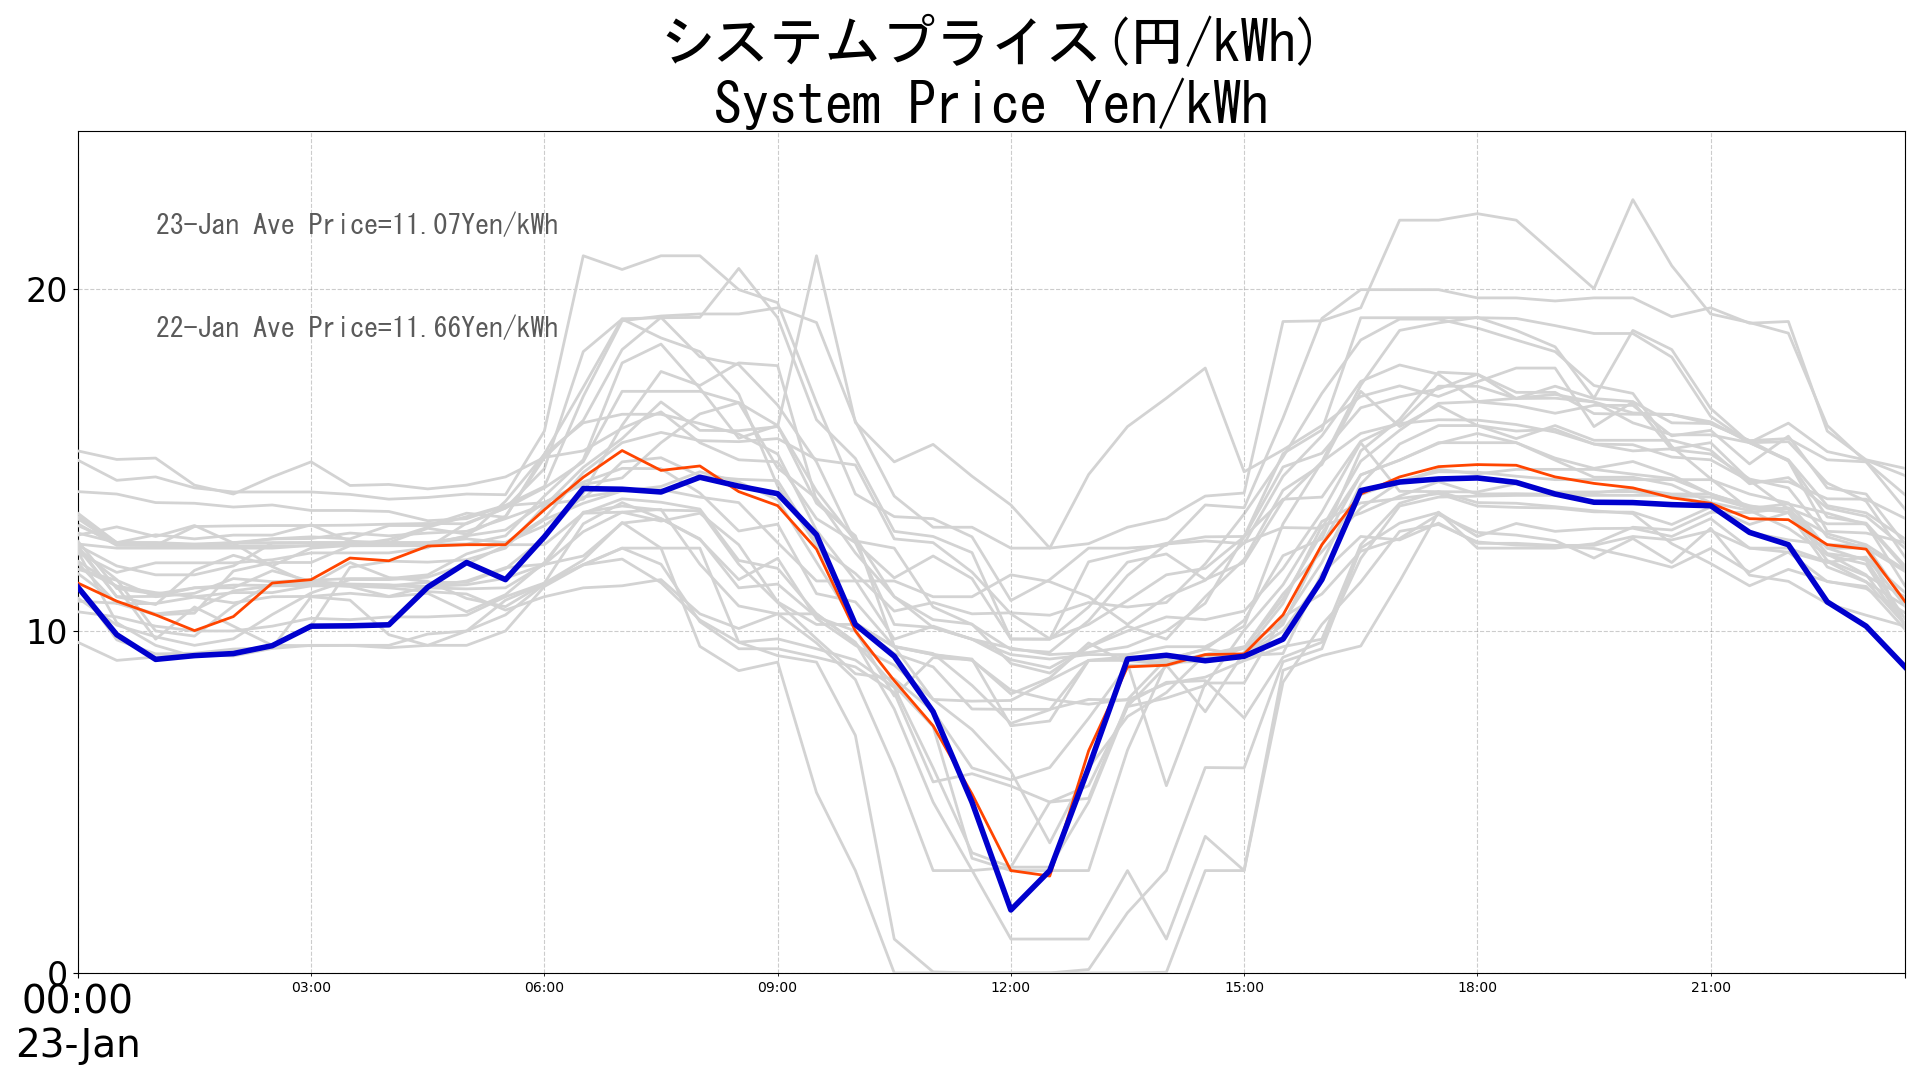 システムプライス(円/kWh)
System Price Yen/kWh
23-Jan Ave Price=11.07Yen/kWh
22-Jan Ave Price=11.66Yen/kWh
20
10
0
00:00
03:00
06:00
09:00
12:00
15:00
18:00
21:00
23-Jan